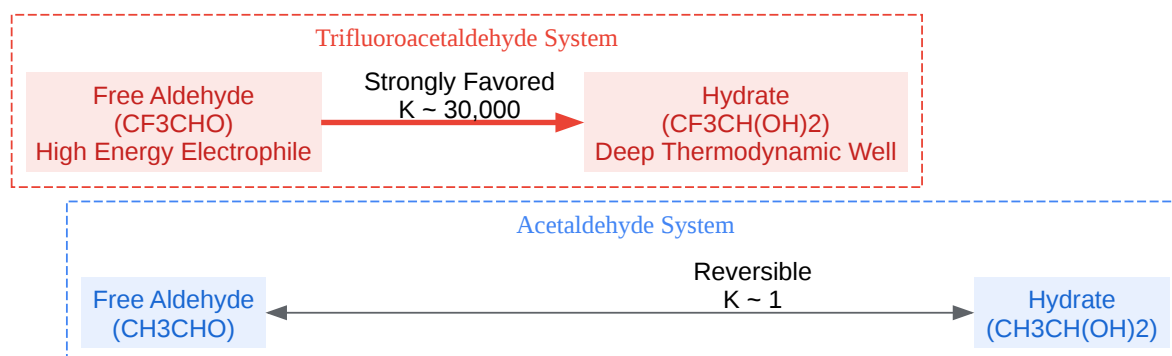 Trifluoroacetaldehyde System
Free Aldehyde
(CF3CHO)
High Energy Electrophile
Strongly Favored
K ~ 30,000
Hydrate
(CF3CH(OH)2)
Deep Thermodynamic Well
Acetaldehyde System
Free Aldehyde
(CH3CHO)
Reversible
K ~ 1
Hydrate
(CH3CH(OH)2)